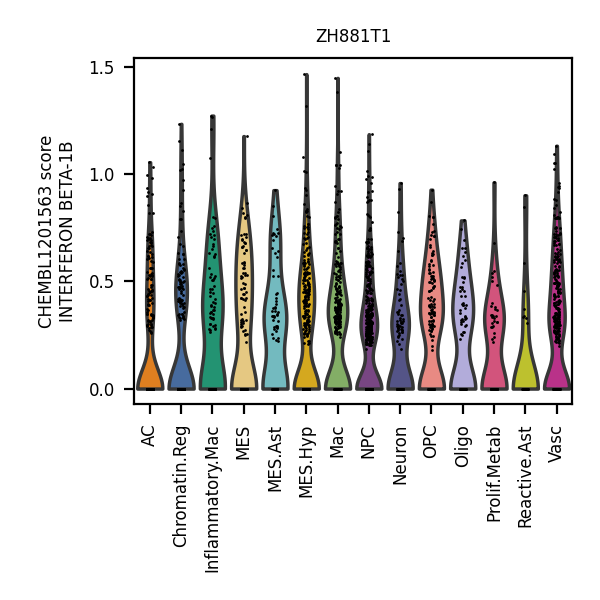 ZH881T1
CHEMBL1201563 score
INTERFERON BETA-1B
1.5
1.0
0.5
0.0
AC
Chromatin.Reg
Inflammatory.Mac
MES
MES.Ast
MES.Hyp
Mac
NPC
Neuron
OPC
Oligo
Prolif.Metab
Reactive.Ast
Vasc